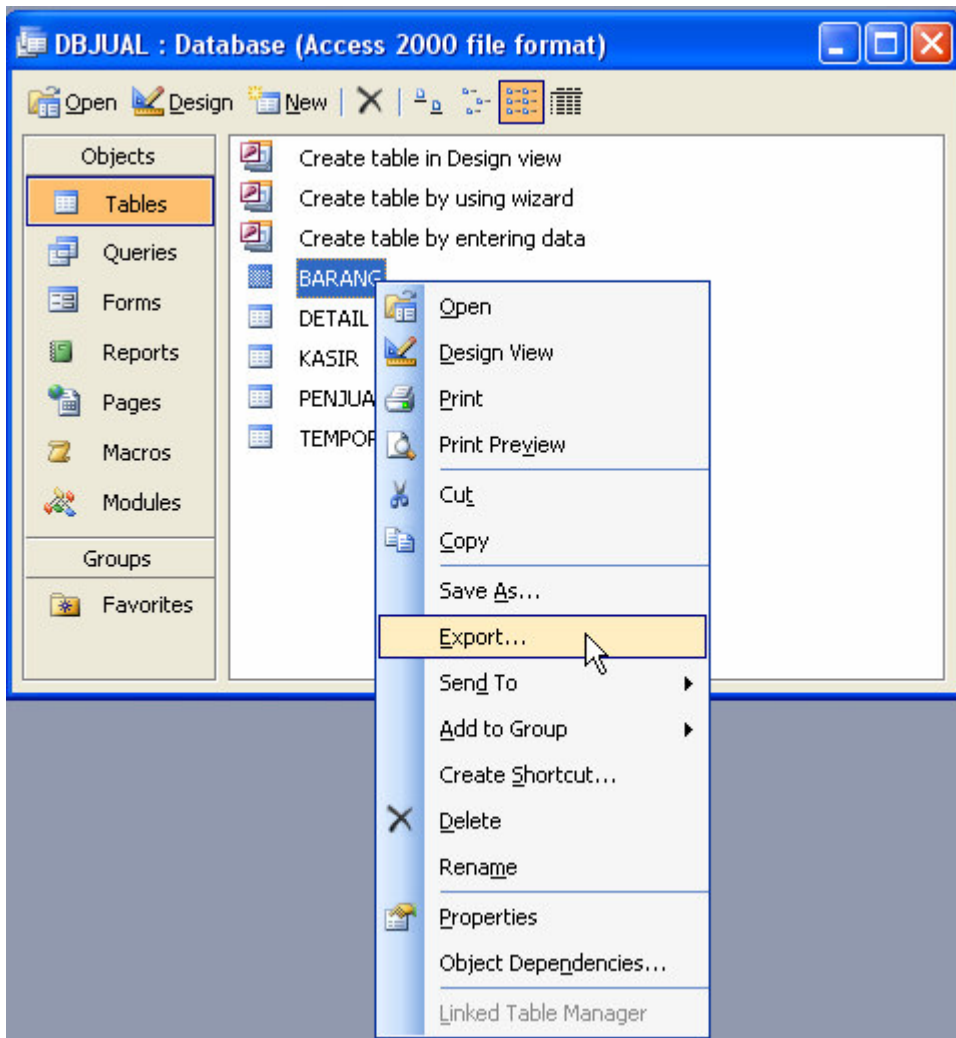 DBJUAL : Database (Access 2000 file format)
Open Design New
Objects
Tables
Queries
Forms
Reports
Pages
Macros
Modules
Groups
Favorites
Create table in Design view
Create table by using wizard
Create table by entering data
BARANG
DETAIL
KASIR
PENJUA
TEMPOR
Open
Design View
Print
Print Preview
Cut
Copy
Save As...
Export...
Send To
Add to Group
Create Shortcut...
Delete
Rename
Properties
Object Dependencies...
Linked Table Manager